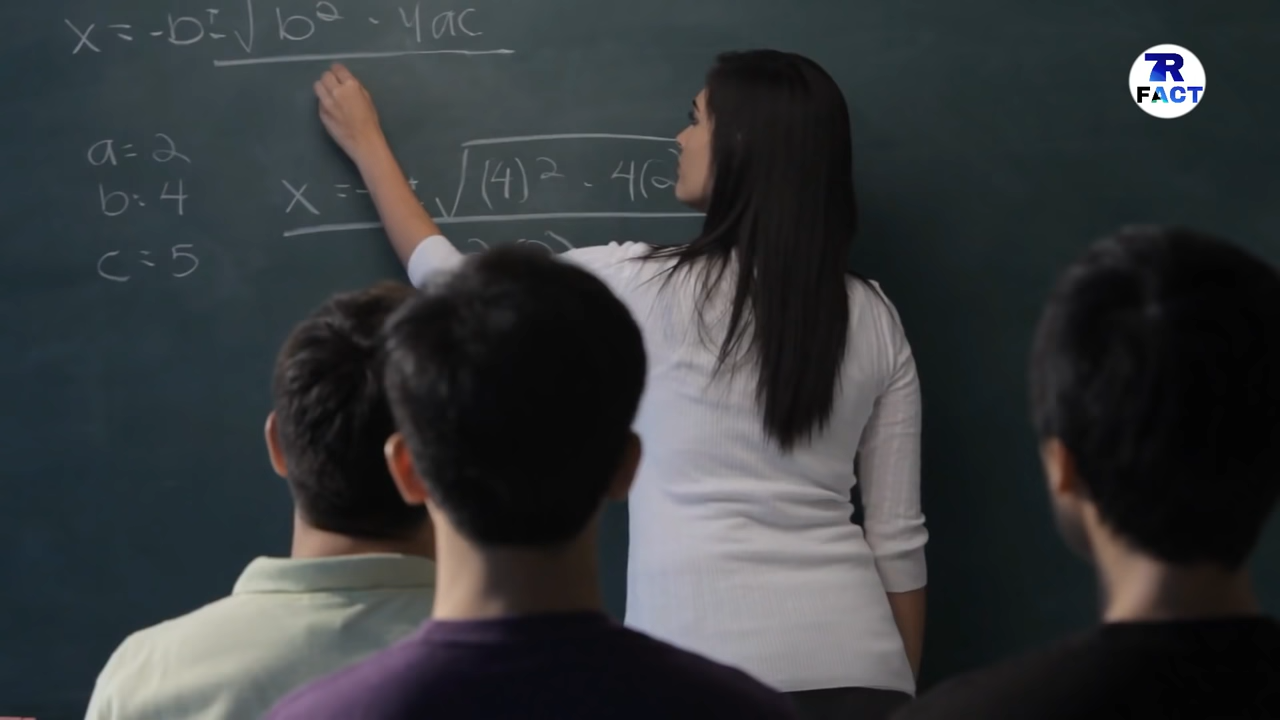 x = -b ± √ b² - 4ac
7R
FACT
a = 2
b = 4
c = 5
x = - ± √ (4)² - 4(2